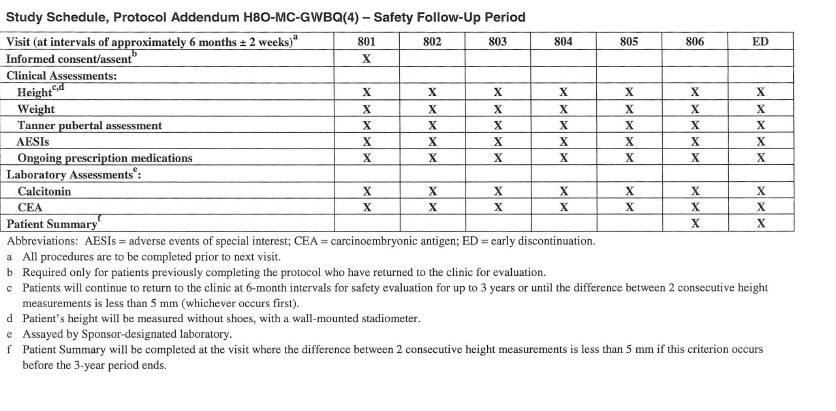 Study Schedule, Protocol Addendum H8O-MC-GWBQ(4) – Safety Follow-Up Period
Visit (at intervals of approximately 6 months ± 2 weeks)a 801 802 803 804 805 806 ED
Informed consent/assentb X
Clinical Assessments:
Heightc,d X X X X X X X
Weight X X X X X X X
Tanner pubertal assessment X X X X X X X
AESIs X X X X X X X
Ongoing prescription medications X X X X X X X
Laboratory Assessmentse:
Calcitonin X X X X X X X
CEA X X X X X X X
Patient Summaryf X X
Abbreviations: AESIs = adverse events of special interest; CEA = carcinoembryonic antigen; ED = early discontinuation.
a All procedures are to be completed prior to next visit.
b Required only for patients previously completing the protocol who have returned to the clinic for evaluation.
c Patients will continue to return to the clinic at 6-month intervals for safety evaluation for up to 3 years or until the difference between 2 consecutive height
measurements is less than 5 mm (whichever occurs first).
d Patient's height will be measured without shoes, with a wall-mounted stadiometer.
e Assayed by Sponsor-designated laboratory.
f Patient Summary will be completed at the visit where the difference between 2 consecutive height measurements is less than 5 mm if this criterion occurs
before the 3-year period ends.